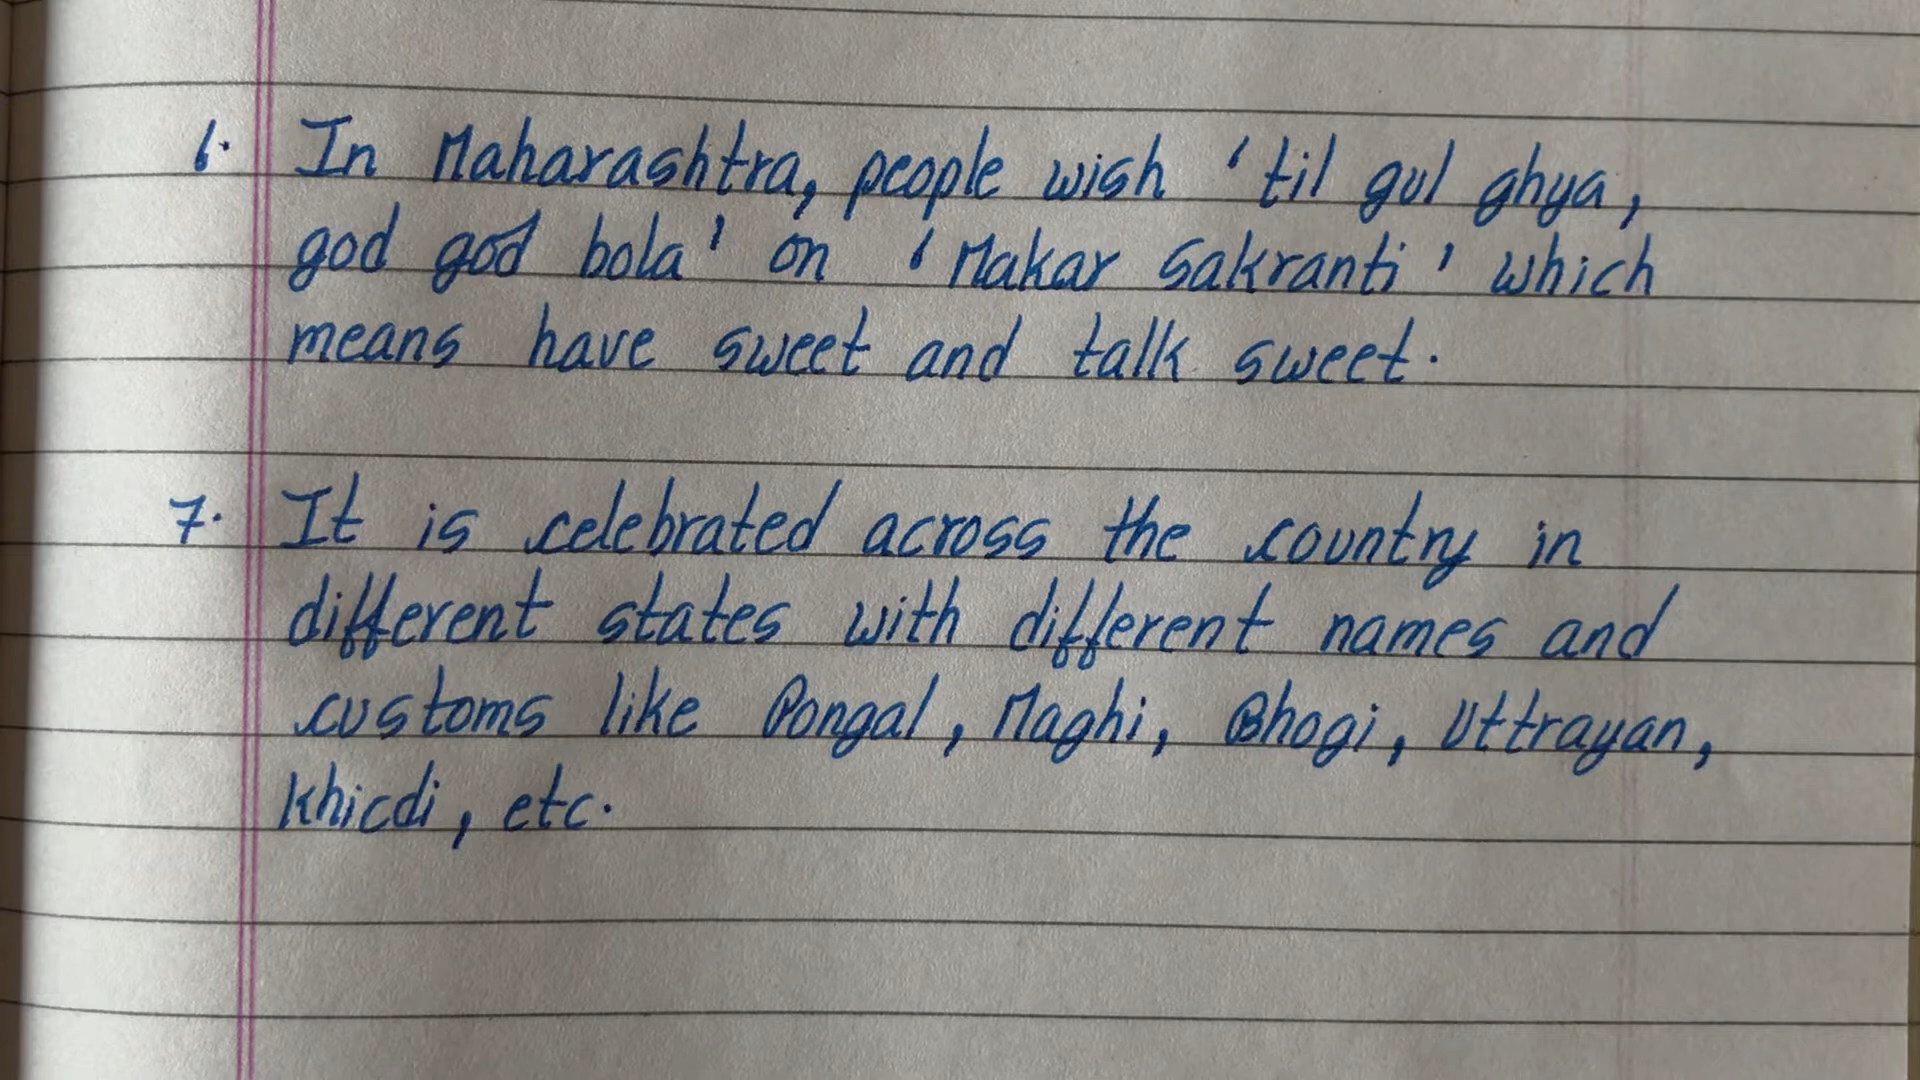 6. In Maharashtra, people wish 'til gul ghya,
god god bola' on 'Makar Sakranti' which
means have sweet and talk sweet.
7. It is celebrated across the country in
different states with different names and
customs like Pongal, Maghi, Bhogi, Uttrayan,
Khicdi, etc.